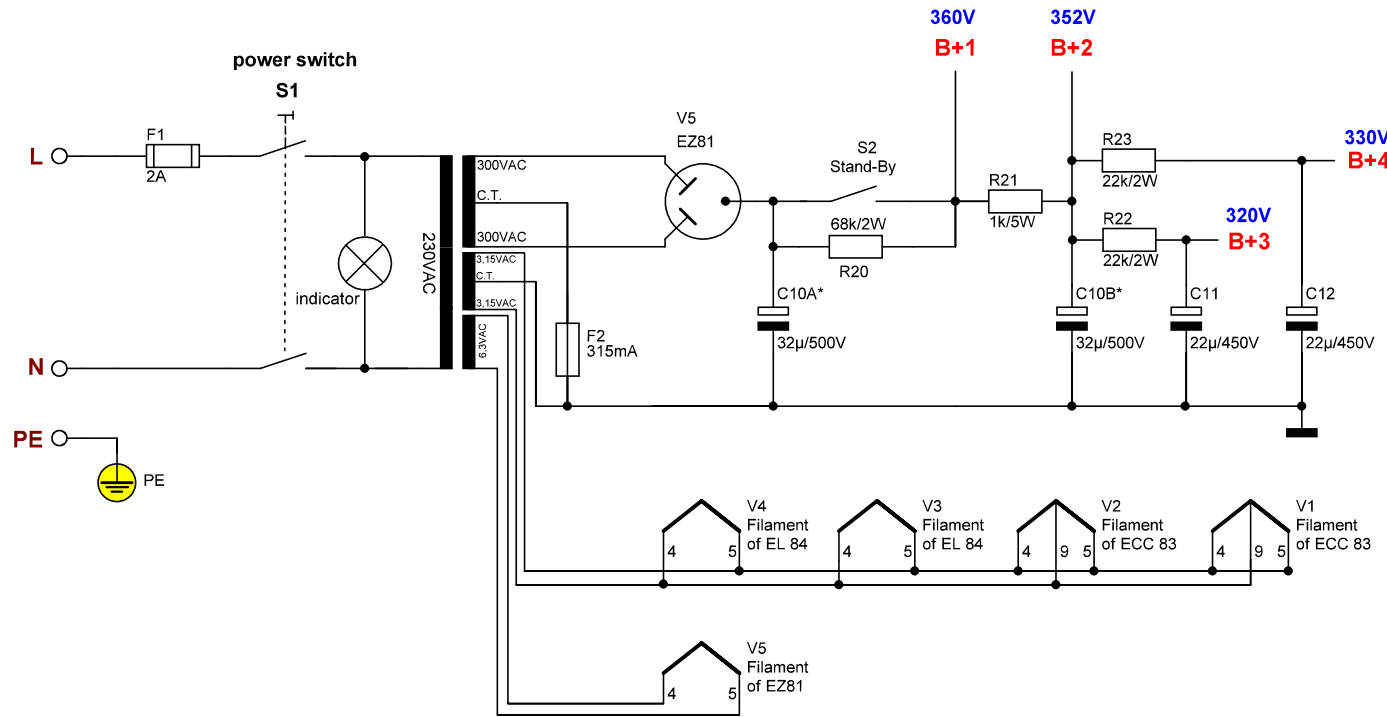 360V
352V
B+1
B+2
power switch
S1
V5
EZ81
F1
2A
L
300VAC
C.T.
300VAC
S2
Stand-By
R23
22k/2W
330V
B+4
R21
1k/5W
68k/2W
R20
R22
22k/2W
320V
B+3
230VAC
3,15VAC
C.T.
3,15VAC
6,3VAC
indicator
C10A*
32µ/500V
C10B*
32µ/500V
C11
22µ/450V
C12
22µ/450V
F2
315mA
N
PE
PE
V4
Filament
of EL 84
4
5
V3
Filament
of EL 84
4
5
V2
Filament
of ECC 83
4
9
5
V1
Filament
of ECC 83
4
9
5
V5
Filament
of EZ81
4
5